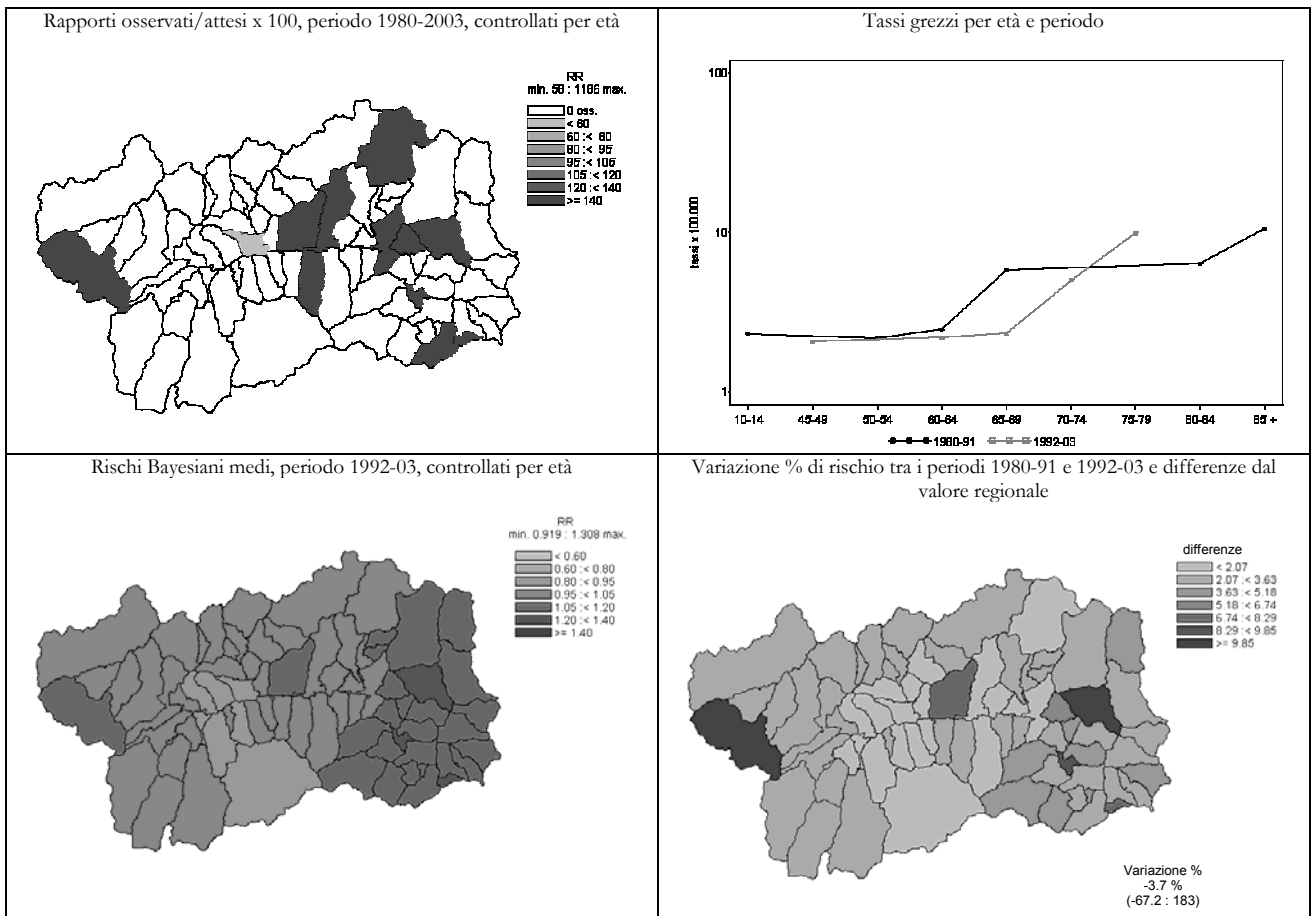 Rapporti osservati/attesi x 100, periodo 1980-2003, controllati per età
RR
min. 58 : 1186 max.
0 oss.
< 60
60 :< 80
80 :< 95
95 :< 105
105 :< 120
120 :< 140
>= 140
Tassi grezzi per età e periodo
tassi x 100.000
100
10
1
10-14
45-49
50-54
60-64
65-69
70-74
75-79
80-84
85 +
1980-91
1992-03
Rischi Bayesiani medi, periodo 1992-03, controllati per età
RR
min. 0.919 : 1.308 max.
< 0.60
0.60 :< 0.80
0.80 :< 0.95
0.95 :< 1.05
1.05 :< 1.20
1.20 :< 1.40
>= 1.40
Variazione % di rischio tra i periodi 1980-91 e 1992-03 e differenze dal
valore regionale
differenze
< 2.07
2.07 :< 3.63
3.63 :< 5.18
5.18 :< 6.74
6.74 :< 8.29
8.29 :< 9.85
>= 9.85
Variazione %
-3.7 %
(-67.2 : 183)